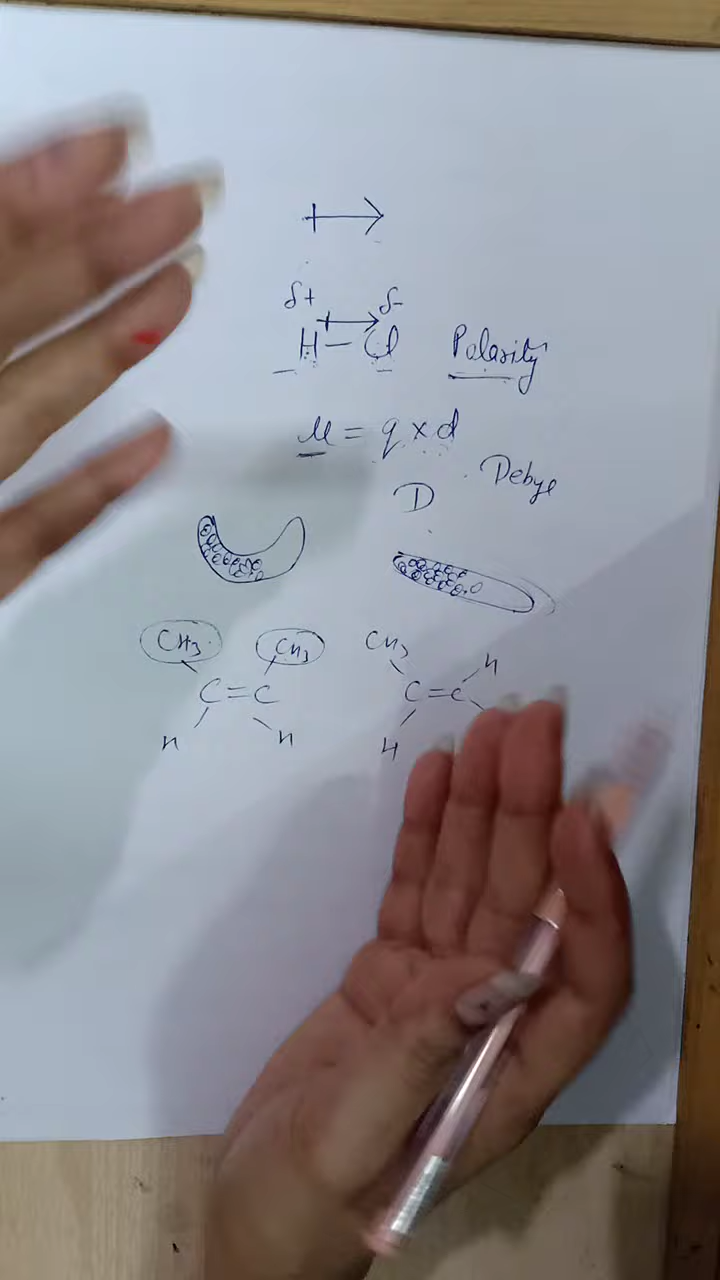 δ+ δ-
H – Cl Polarity
μ = q × d
D Debye
CH3 CH3 CH3 H
C = C C = C
H H H